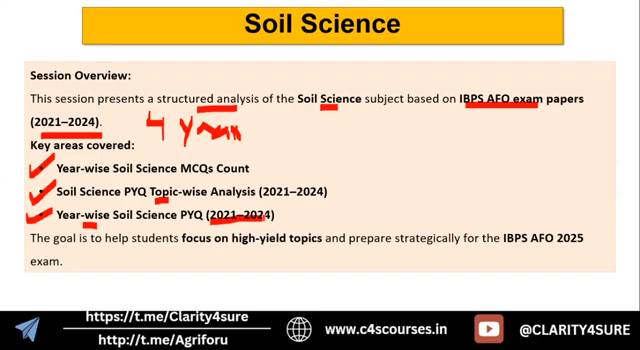 Soil Science
Session Overview:
This session presents a structured analysis of the Soil Science subject based on IBPS AFO exam papers
(2021–2024). 4 years
Key areas covered:
• Year-wise Soil Science MCQs Count
• Soil Science PYQ Topic-wise Analysis (2021–2024)
• Year-wise Soil Science PYQ (2021–2024)
The goal is to help students focus on high-yield topics and prepare strategically for the IBPS AFO 2025
exam.
https://t.me/Clarity4sure
http://t.me/Agriforu
www.c4scourses.in
@CLARITY4SURE